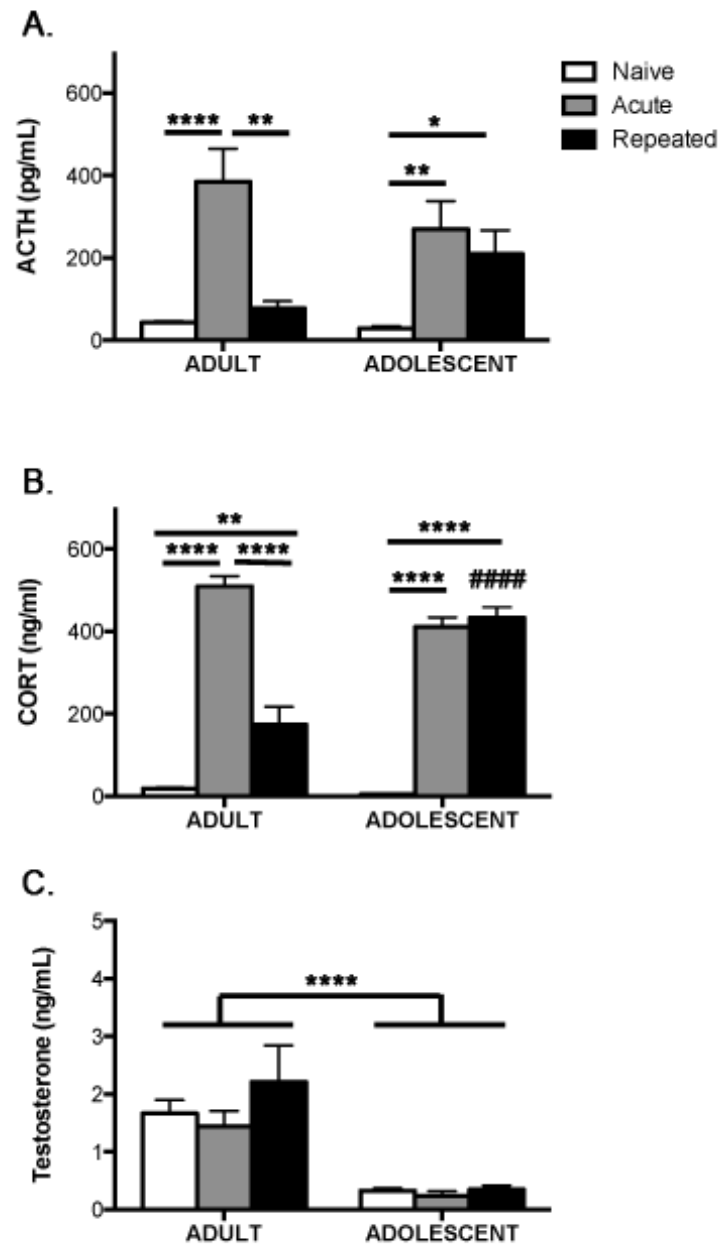 A.
Naive
Acute
Repeated
ACTH (pg/mL)
600
400
200
0
**** **
*
**
ADULT ADOLESCENT
B.
CORT (ng/ml)
600
400
200
0
**
**** ****
****
**** ####
ADULT ADOLESCENT
C.
Testosterone (ng/mL)
5
4
3
2
1
0
****
ADULT ADOLESCENT